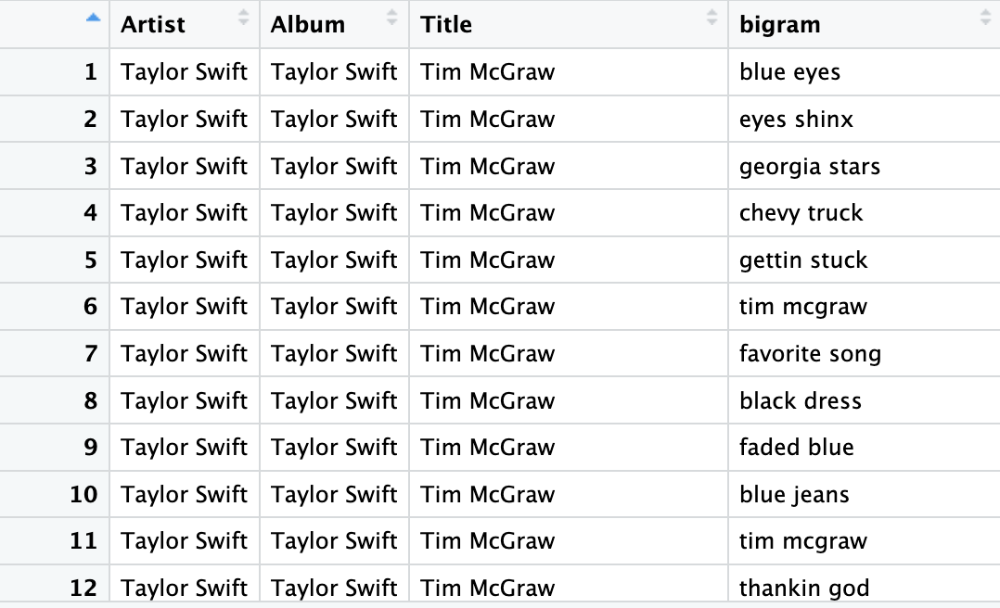 Artist Album Title bigram
1 Taylor Swift Taylor Swift Tim McGraw blue eyes
2 Taylor Swift Taylor Swift Tim McGraw eyes shinx
3 Taylor Swift Taylor Swift Tim McGraw georgia stars
4 Taylor Swift Taylor Swift Tim McGraw chevy truck
5 Taylor Swift Taylor Swift Tim McGraw gettin stuck
6 Taylor Swift Taylor Swift Tim McGraw tim mcgraw
7 Taylor Swift Taylor Swift Tim McGraw favorite song
8 Taylor Swift Taylor Swift Tim McGraw black dress
9 Taylor Swift Taylor Swift Tim McGraw faded blue
10 Taylor Swift Taylor Swift Tim McGraw blue jeans
11 Taylor Swift Taylor Swift Tim McGraw tim mcgraw
12 Taylor Swift Taylor Swift Tim McGraw thankin god